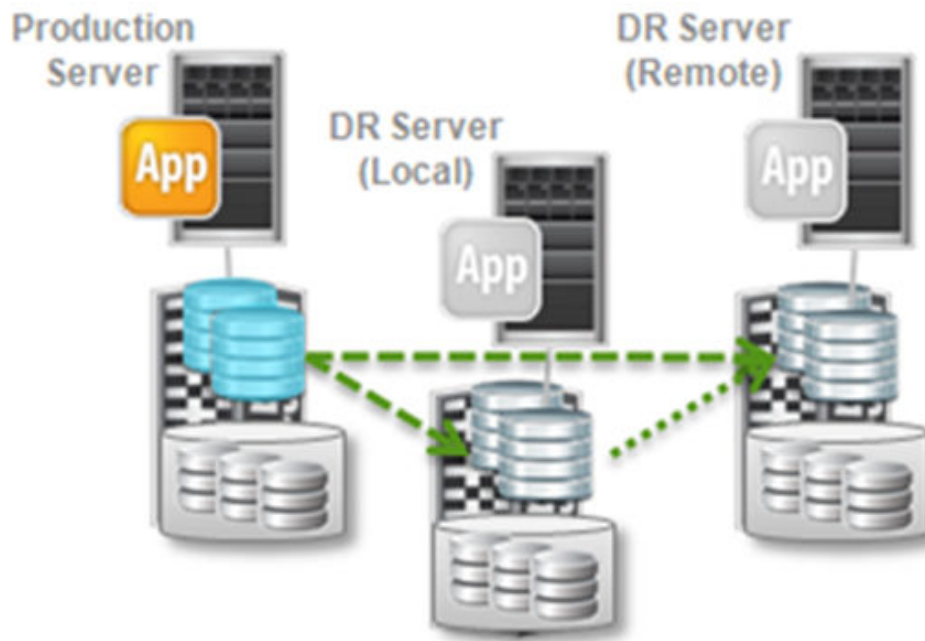 Production
Server
App
DR Server
(Local)
App
DR Server
(Remote)
App